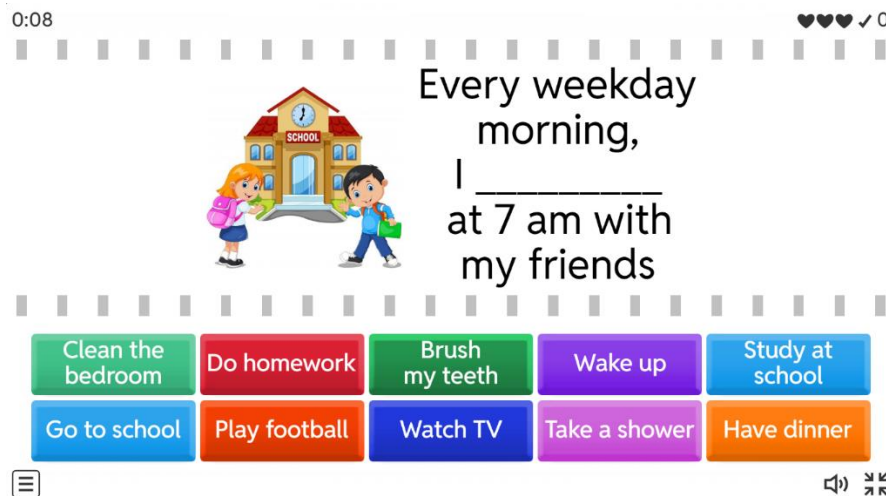 0:08
✓ 0
SCHOOL
Every weekday
morning,
I _________
at 7 am with
my friends
Clean the
bedroom
Do homework
Brush
my teeth
Wake up
Study at
school
Go to school
Play football
Watch TV
Take a shower
Have dinner